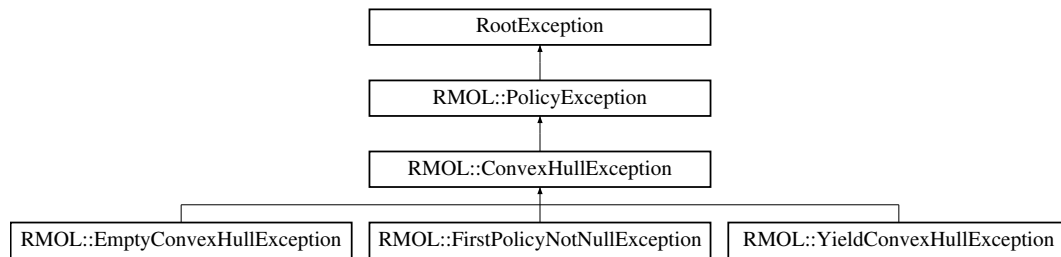 RootException
RMOL::PolicyException
RMOL::ConvexHullException
RMOL::EmptyConvexHullException
RMOL::FirstPolicyNotNullException
RMOL::YieldConvexHullException